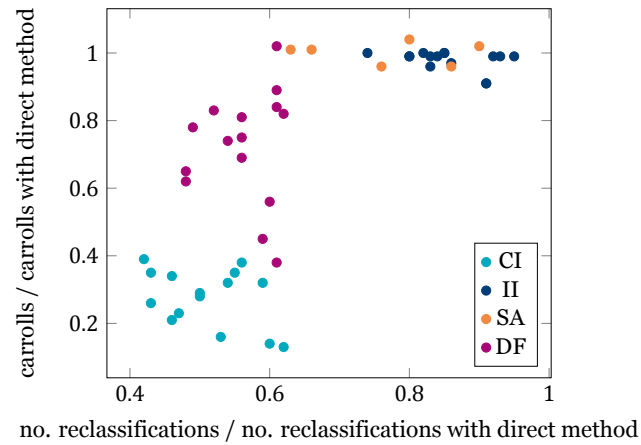 carrolls / carrolls with direct method
1
0.8
0.6
0.4
0.2
0.4
0.6
0.8
1
CI
II
SA
DF
no. reclassifications / no. reclassifications with direct method